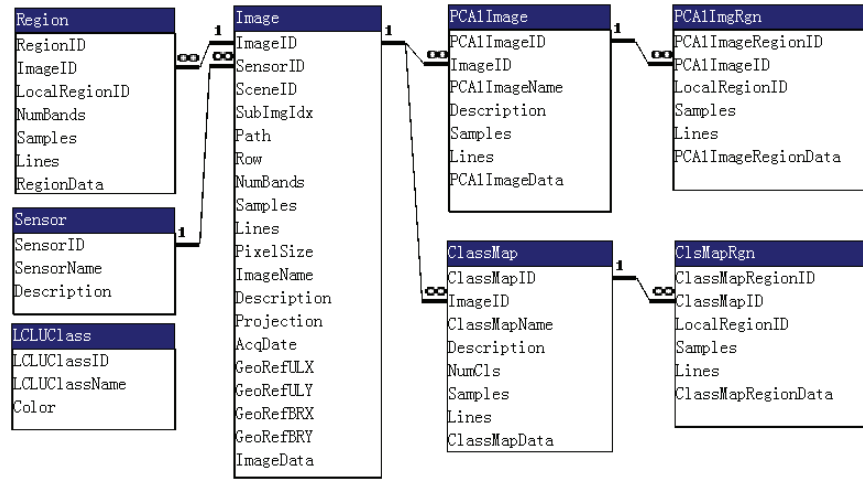 Region
RegionID
ImageID
LocalRegionID
NumBands
Samples
Lines
RegionData
Sensor
SensorID
SensorName
Description
LCLUClass
LCLUClassID
LCLUClassName
Color
1
∞
∞
1
Image
ImageID
SensorID
SceneID
SubImgIdx
Path
Row
NumBands
Samples
Lines
PixelSize
ImageName
Description
Projection
AcqDate
GeoRefULX
GeoRefULY
GeoRefBRX
GeoRefBRY
ImageData
1
∞
∞
PCA1Image
PCA1ImageID
ImageID
PCA1ImageName
Description
Samples
Lines
PCA1ImageData
1
∞
PCA1ImgRgn
PCA1ImageRegionID
PCA1ImageID
LocalRegionID
Samples
Lines
PCA1ImageRegionData
ClassMap
ClassMapID
ImageID
ClassMapName
Description
NumCls
Samples
Lines
ClassMapData
1
∞
ClsMapRgn
ClassMapRegionID
ClassMapID
LocalRegionID
Samples
Lines
ClassMapRegionData